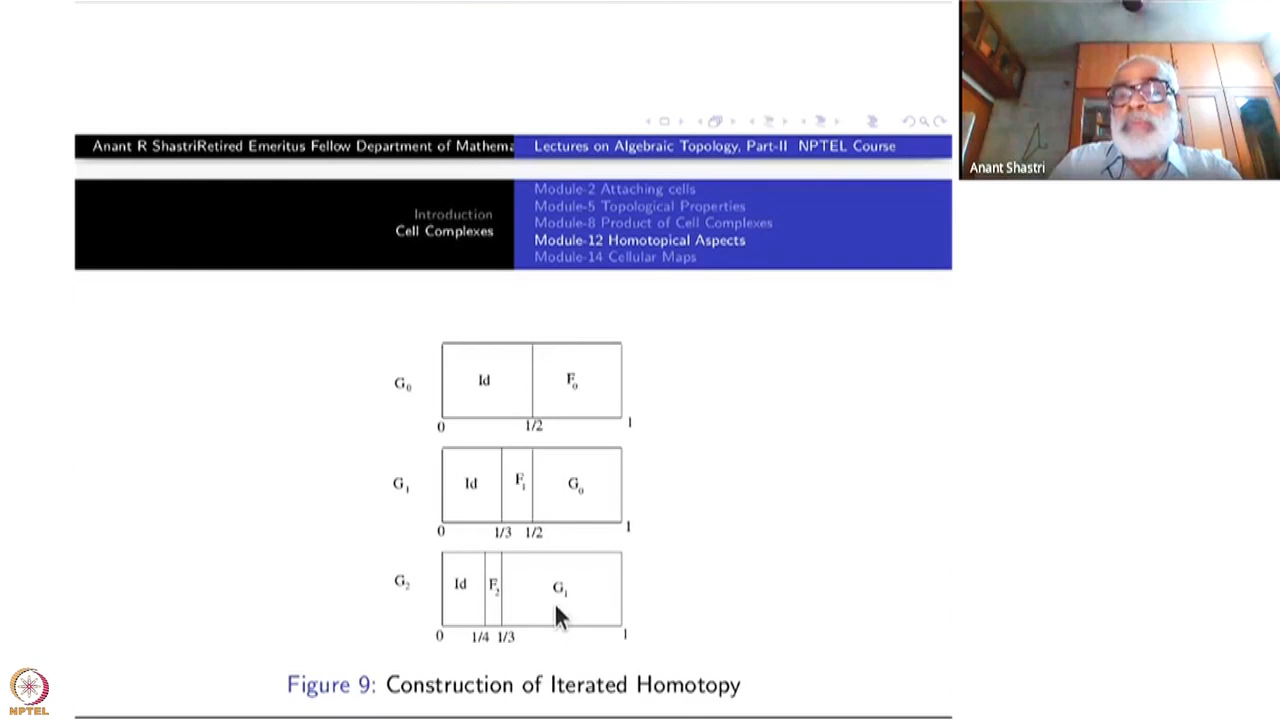 Anant R ShastriRetired Emeritus Fellow Department of Mathema
Lectures on Algebraic Topology, Part-II NPTEL Course
Introduction
Cell Complexes
Module-2 Attaching cells
Module-5 Topological Properties
Module-8 Product of Cell Complexes
Module-12 Homotopical Aspects
Module-14 Cellular Maps
Anant Shastri
G₀ Id F₀
0 1/2 1
G₁ Id F₁ G₀
0 1/3 1/2 1
G₂ Id F₂ G₁
0 1/4 1/3 1
Figure 9: Construction of Iterated Homotopy
NPTEL